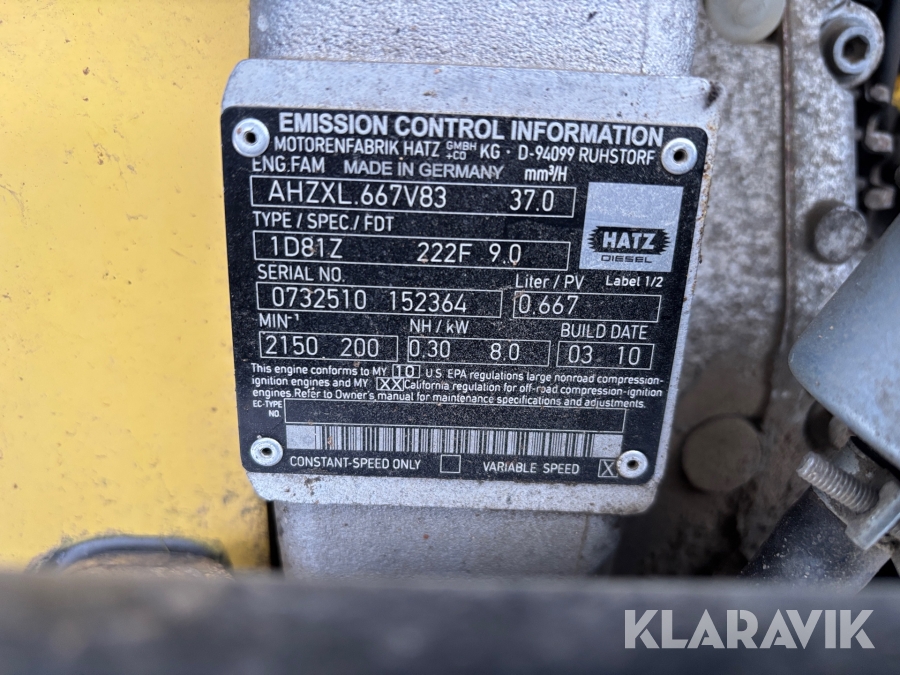 EMISSION CONTROL INFORMATION
MOTORENFABRIK HATZ GMBH +CO KG · D-94099 RUHSTORF
ENG.FAM MADE IN GERMANY mm³/H
AHZXL.667V83 37.0
HATZ
DIESEL
TYPE / SPEC./ FDT
1D81Z 222F 9.0
SERIAL NO. Liter / PV Label 1/2
0732510 152364 0.667
MIN⁻¹ NH / kW BUILD DATE
2150 200 0,30 8.0 03 10
This engine conforms to MY 10 U.S. EPA regulations large nonroad compression-
ignition engines and MY XX California regulation for off-road compression-ignition
engines. Refer to Owner's manual for maintenance specifications and adjustments.
EC-TYPE
NO.
CONSTANT-SPEED ONLY VARIABLE SPEED X
KLARAVIK